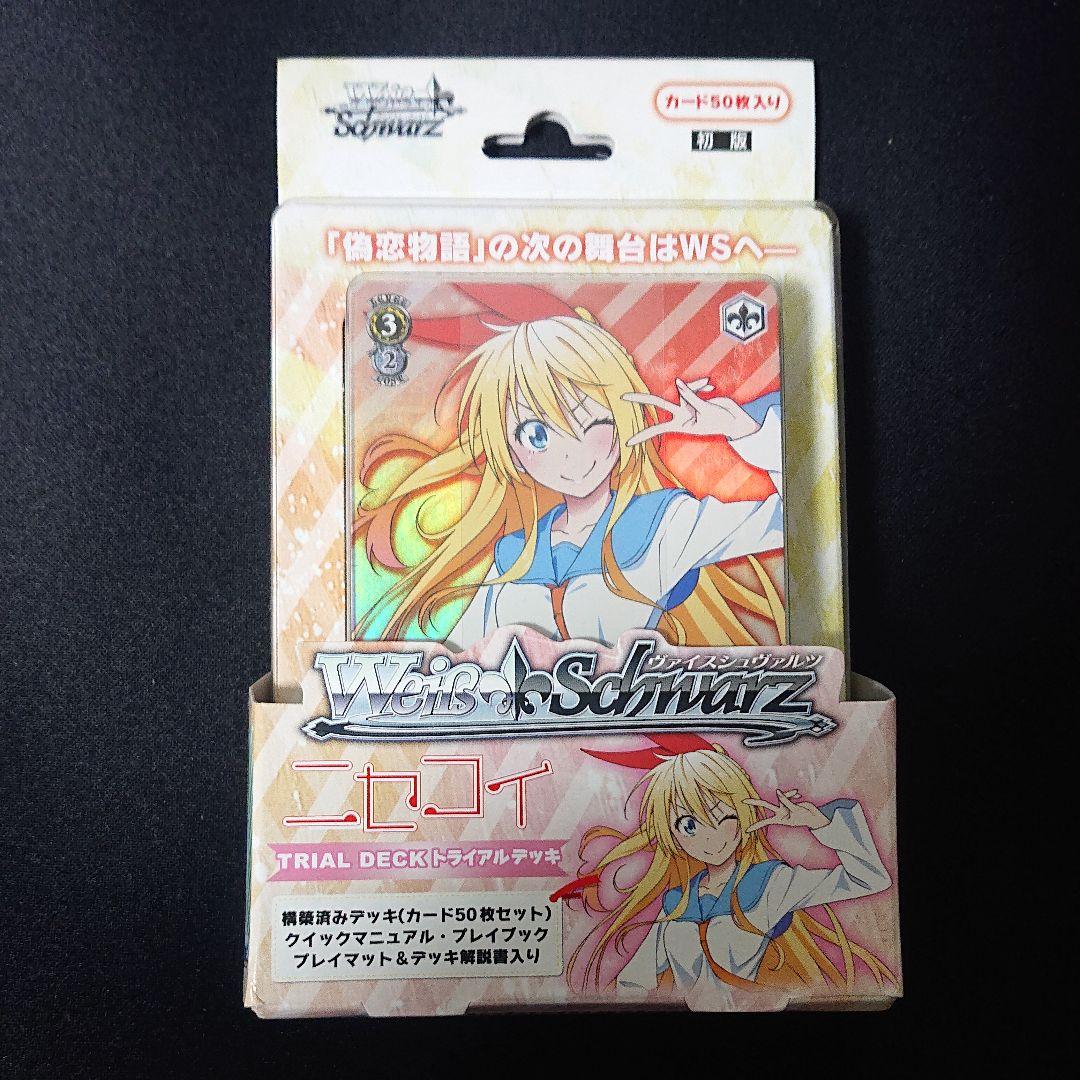 Weiß Schwarz
カード50枚入り
初版
「偽恋物語」の次の舞台はWSへ―
LEVEL
3
2
COST
ヴァイスシュヴァルツ
Weiß Schwarz
ニセコイ
TRIAL DECK トライアルデッキ
構築済みデッキ(カード50枚セット)
クイックマニュアル・プレイブック
プレイマット&デッキ解説書入り